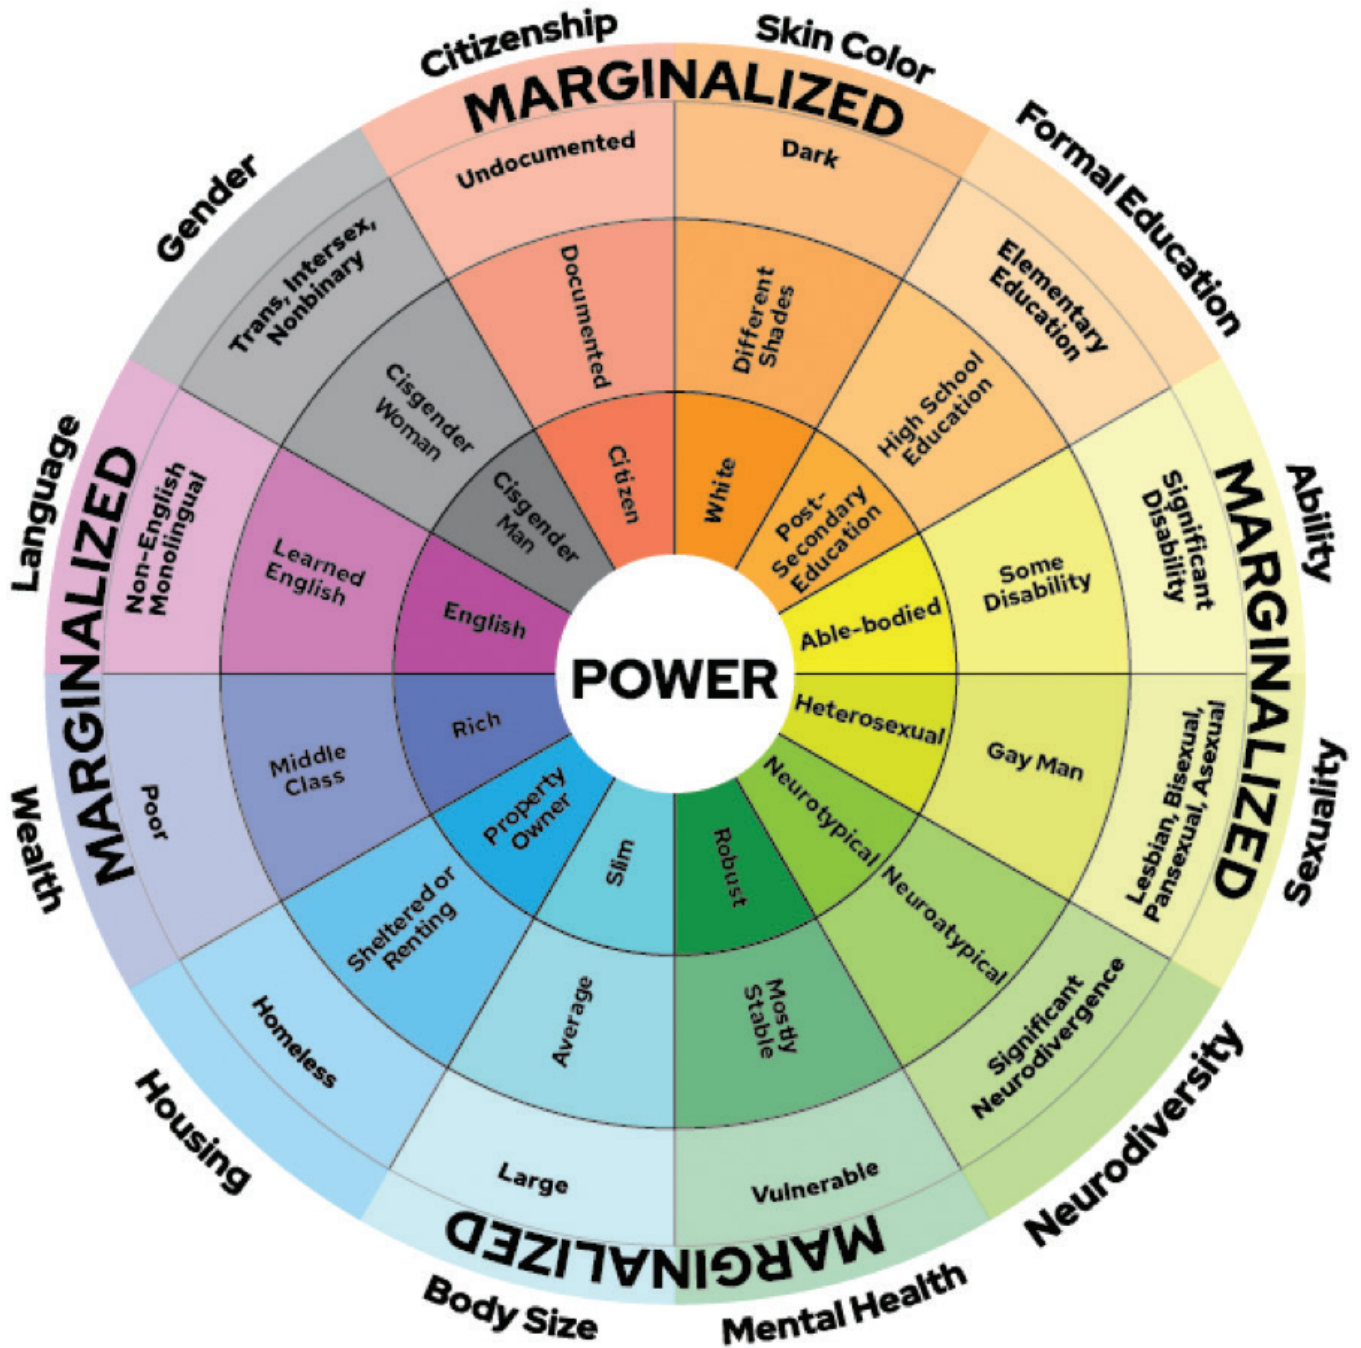 Citizenship
MARGINALIZED
Undocumented
Documented
Citizen
Skin Color
Dark
Different
Shades
White
Formal Education
Elementary
Education
High School
Education
Post-
Secondary
Education
Ability
MARGINALIZED
Significant
Disability
Some
Disability
Able-bodied
Sexuality
Lesbian, Bisexual,
Pansexual, Asexual
Gay Man
Heterosexual
Neurodiversity
Significant
Neurodivergence
Neuroatypical
Neurotypical
Mental Health
MARGINALIZED
Vulnerable
Mostly
Stable
Robust
Body Size
Large
Average
Slim
Housing
Homeless
Sheltered or
Renting
Property
Owner
Wealth
MARGINALIZED
Poor
Middle
Class
Rich
Language
Non-English
Monolingual
Learned
English
English
Gender
Trans, Intersex,
Nonbinary
Cisgender
Woman
Cisgender
Man
POWER